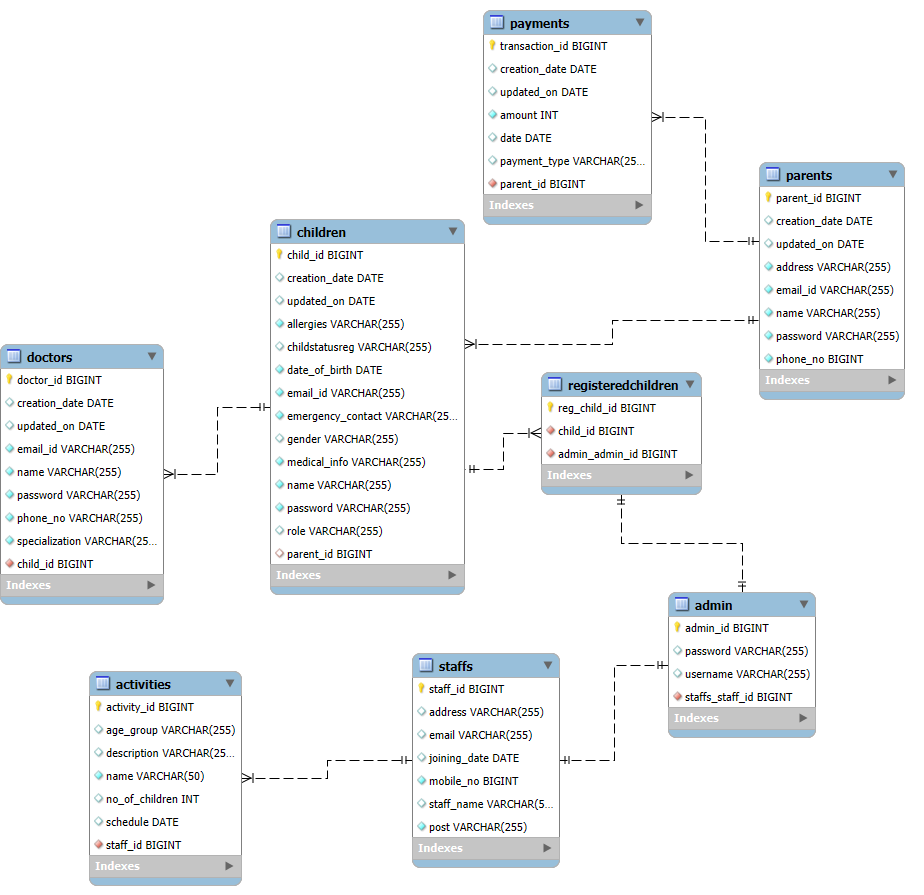 payments
transaction_id BIGINT
creation_date DATE
updated_on DATE
amount INT
date DATE
payment_type VARCHAR(25...
parent_id BIGINT
Indexes
parents
parent_id BIGINT
creation_date DATE
updated_on DATE
address VARCHAR(255)
email_id VARCHAR(255)
name VARCHAR(255)
password VARCHAR(255)
phone_no BIGINT
Indexes
children
child_id BIGINT
creation_date DATE
updated_on DATE
allergies VARCHAR(255)
childstatusreg VARCHAR(255)
date_of_birth DATE
email_id VARCHAR(255)
emergency_contact VARCHAR(25...
gender VARCHAR(255)
medical_info VARCHAR(255)
name VARCHAR(255)
password VARCHAR(255)
role VARCHAR(255)
parent_id BIGINT
Indexes
doctors
doctor_id BIGINT
creation_date DATE
updated_on DATE
email_id VARCHAR(255)
name VARCHAR(255)
password VARCHAR(255)
phone_no VARCHAR(255)
specialization VARCHAR(25...
child_id BIGINT
Indexes
registeredchildren
reg_child_id BIGINT
child_id BIGINT
admin_admin_id BIGINT
Indexes
admin
admin_id BIGINT
password VARCHAR(255)
username VARCHAR(255)
staffs_staff_id BIGINT
Indexes
staffs
staff_id BIGINT
address VARCHAR(255)
email VARCHAR(255)
joining_date DATE
mobile_no BIGINT
staff_name VARCHAR(5...
post VARCHAR(255)
Indexes
activities
activity_id BIGINT
age_group VARCHAR(255)
description VARCHAR(25...
name VARCHAR(50)
no_of_children INT
schedule DATE
staff_id BIGINT
Indexes